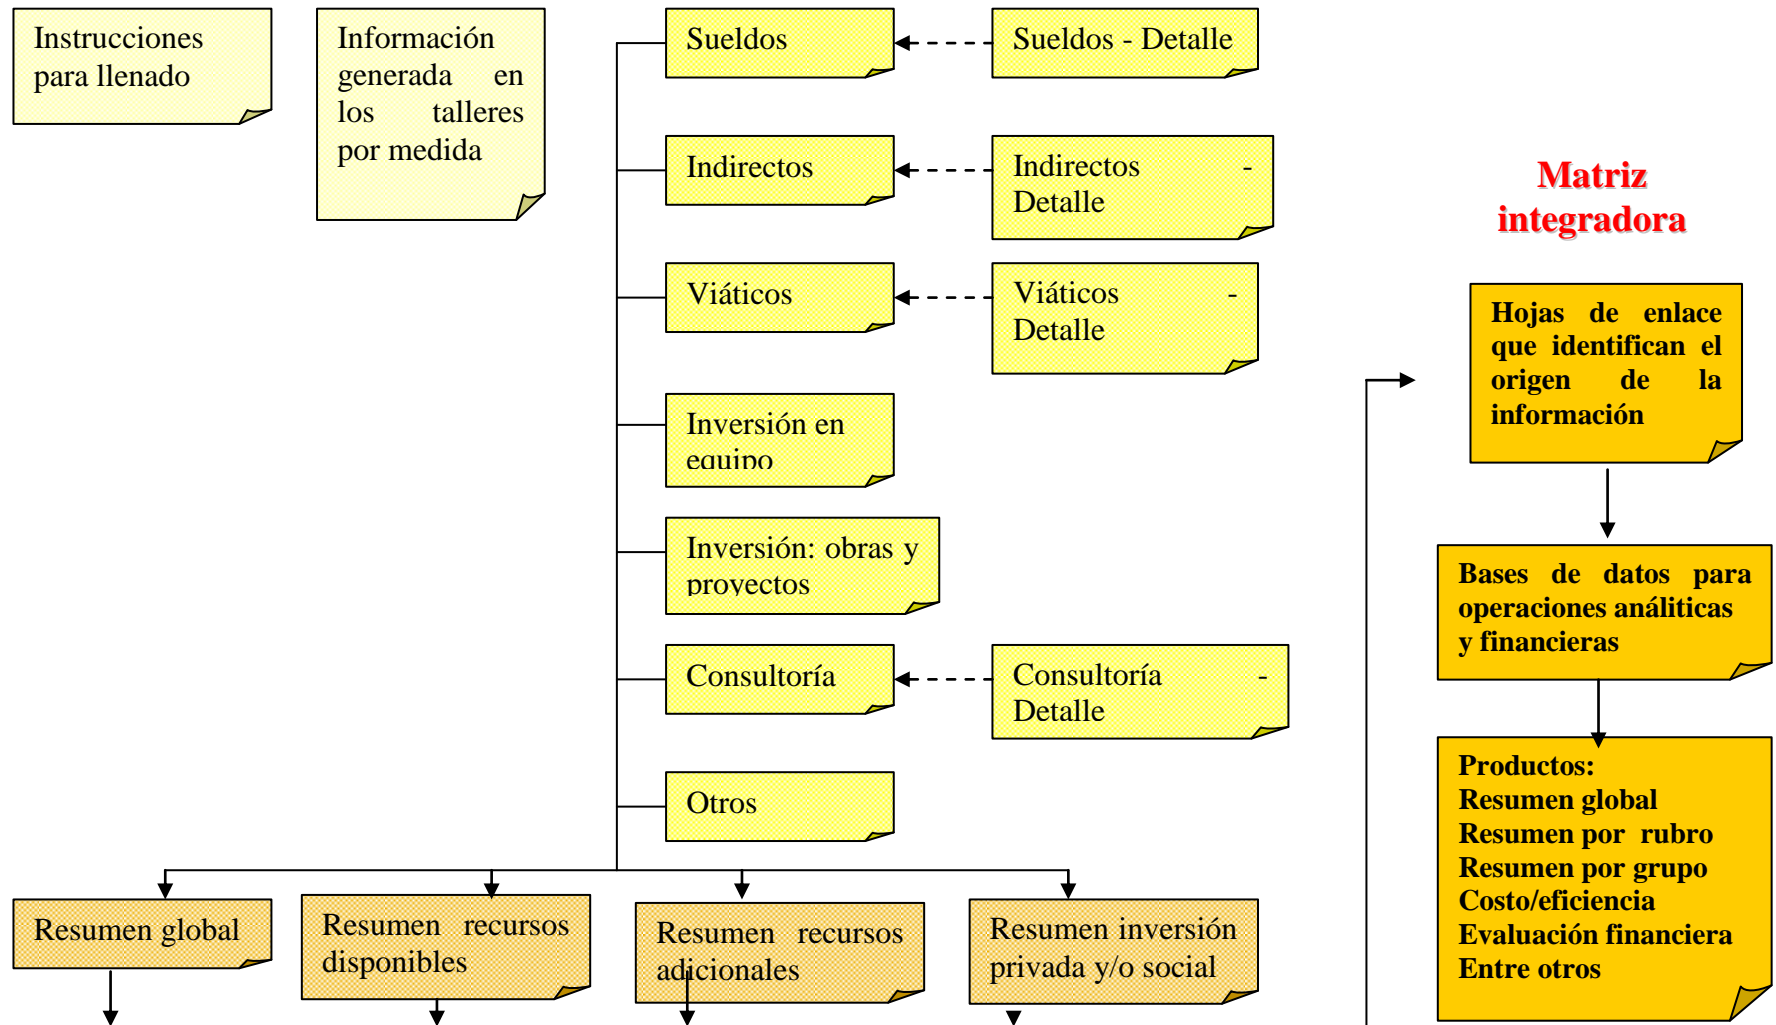 Instrucciones
para llenado
Información
generada en
los talleres
por medida
Sueldos
Sueldos - Detalle
Indirectos
Indirectos -
Detalle
Viáticos
Viáticos -
Detalle
Inversión en
equipo
Inversión: obras y
proyectos
Consultoría
Consultoría -
Detalle
Otros
Resumen global
Resumen recursos
disponibles
Resumen recursos
adicionales
Resumen inversión
privada y/o social
Matriz
integradora
Hojas de enlace
que identifican el
origen de la
información
Bases de datos para
operaciones análiticas
y financieras
Productos:
Resumen global
Resumen por rubro
Resumen por grupo
Costo/eficiencia
Evaluación financiera
Entre otros